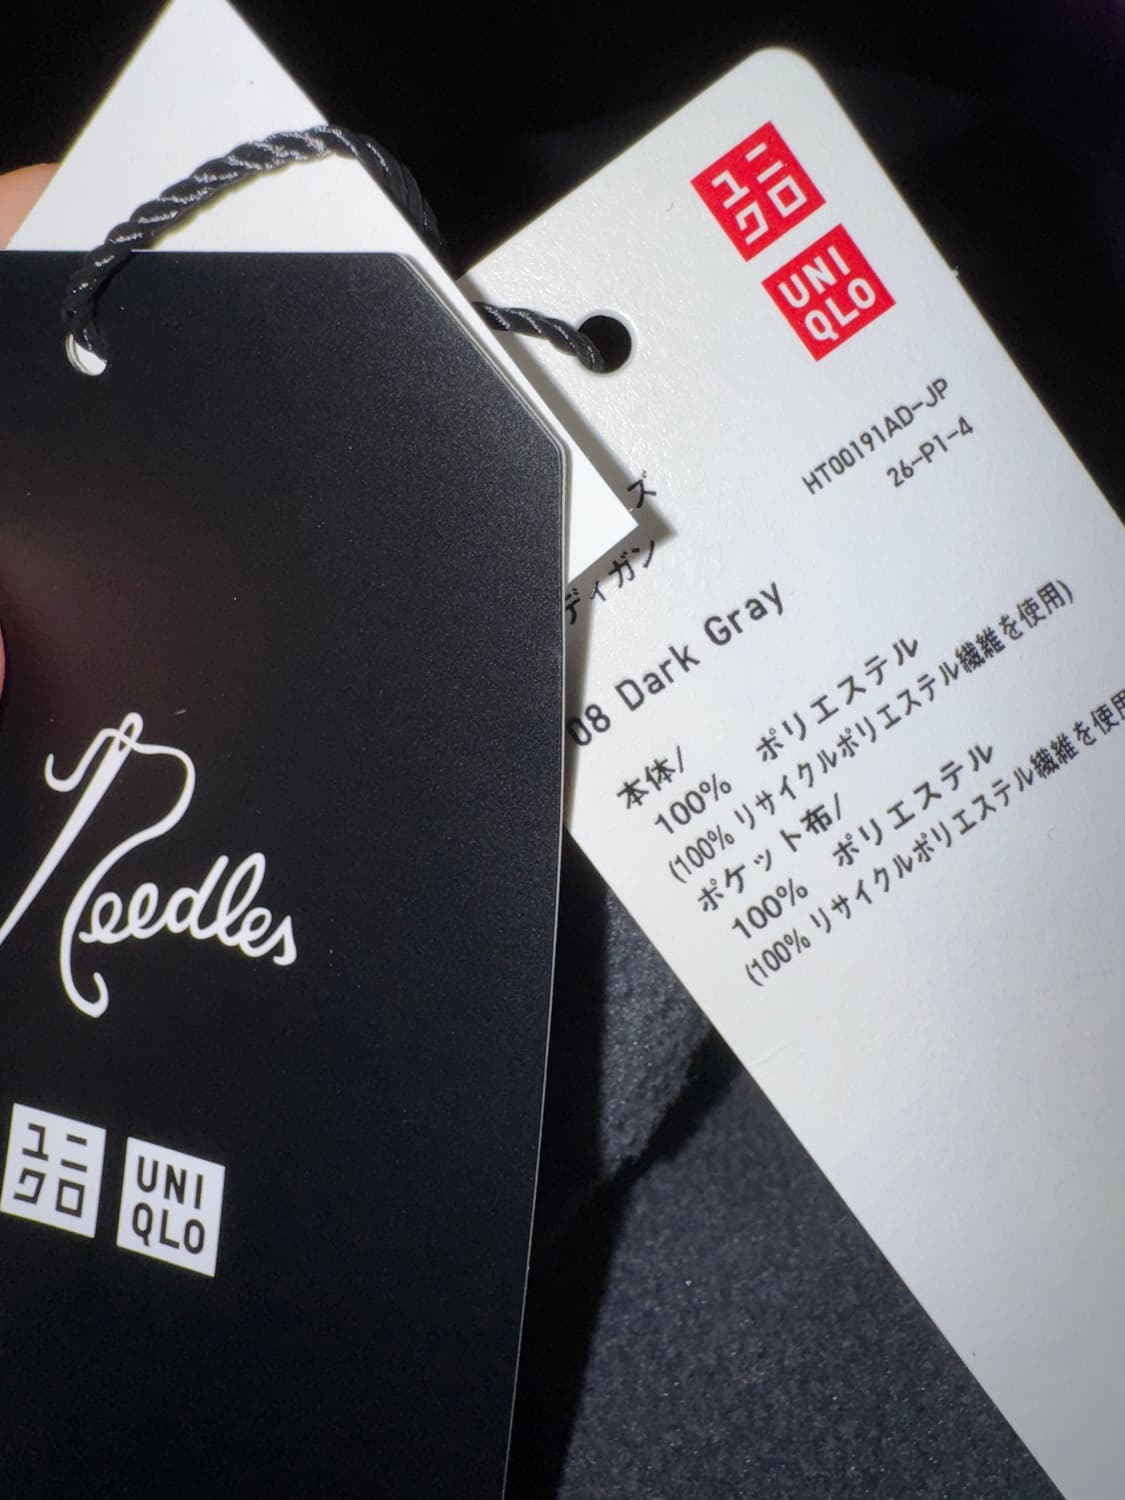 Needles
ユニ
クロ
UNI
QLO
ユニ
クロ
UNI
QLO
HT00191AD-JP
26-P1-4
ズ
ディガン
08 Dark Gray
本体/
100% ポリエステル
(100% リサイクルポリエステル繊維を使用)
ポケット布/
100% ポリエステル
(100% リサイクルポリエステル繊維を使用